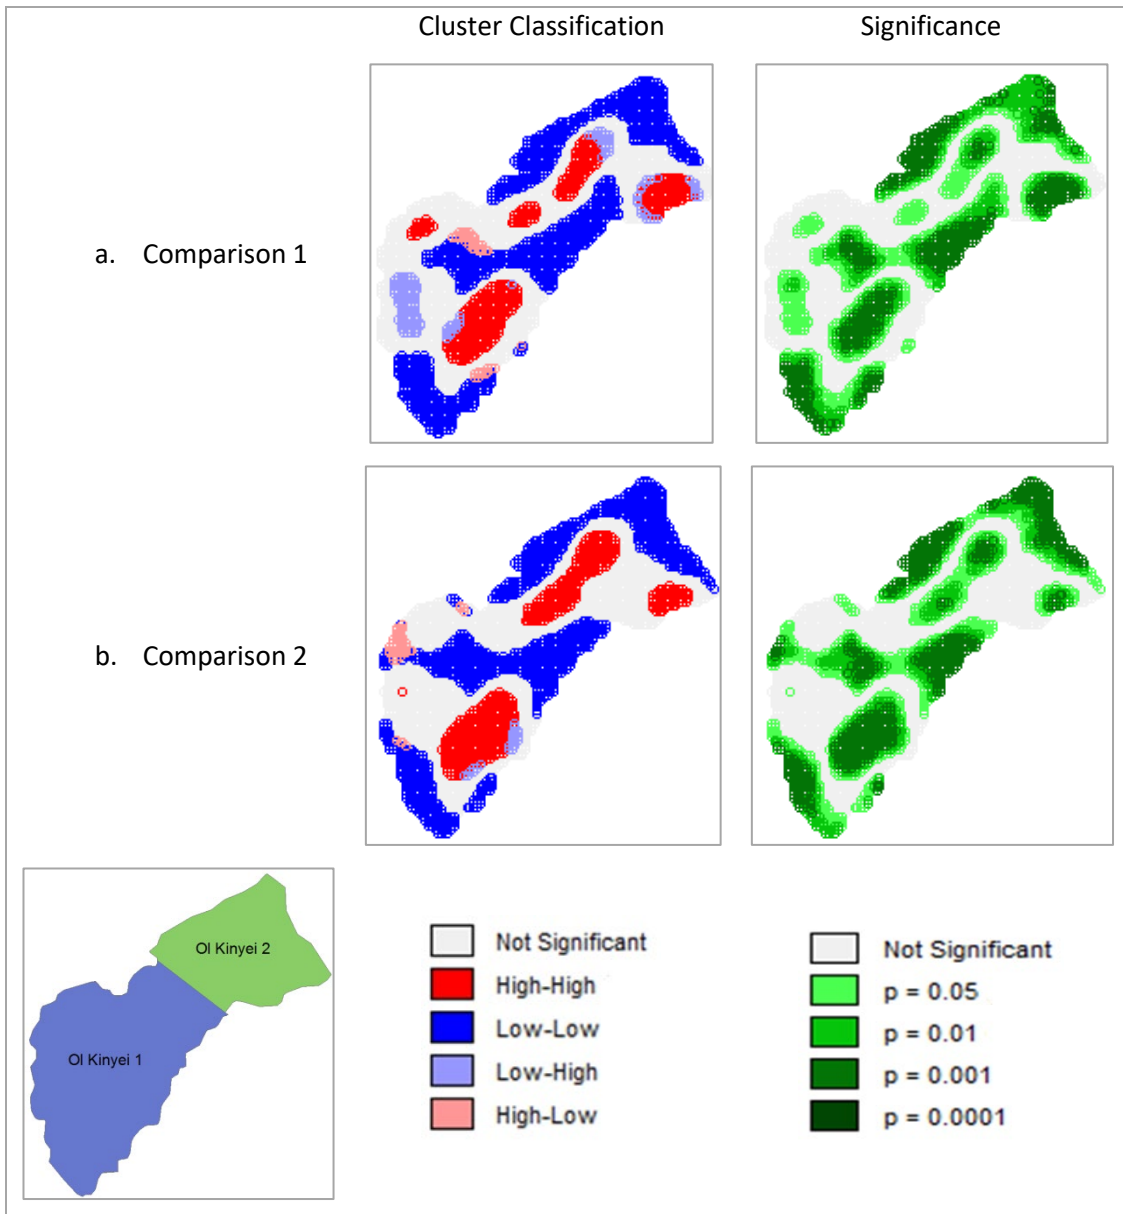 Cluster Classification
Significance
a. Comparison 1
b. Comparison 2
Ol Kinyei 2
Ol Kinyei 1
Not Significant
High-High
Low-Low
Low-High
High-Low
Not Significant
p = 0.05
p = 0.01
p = 0.001
p = 0.0001